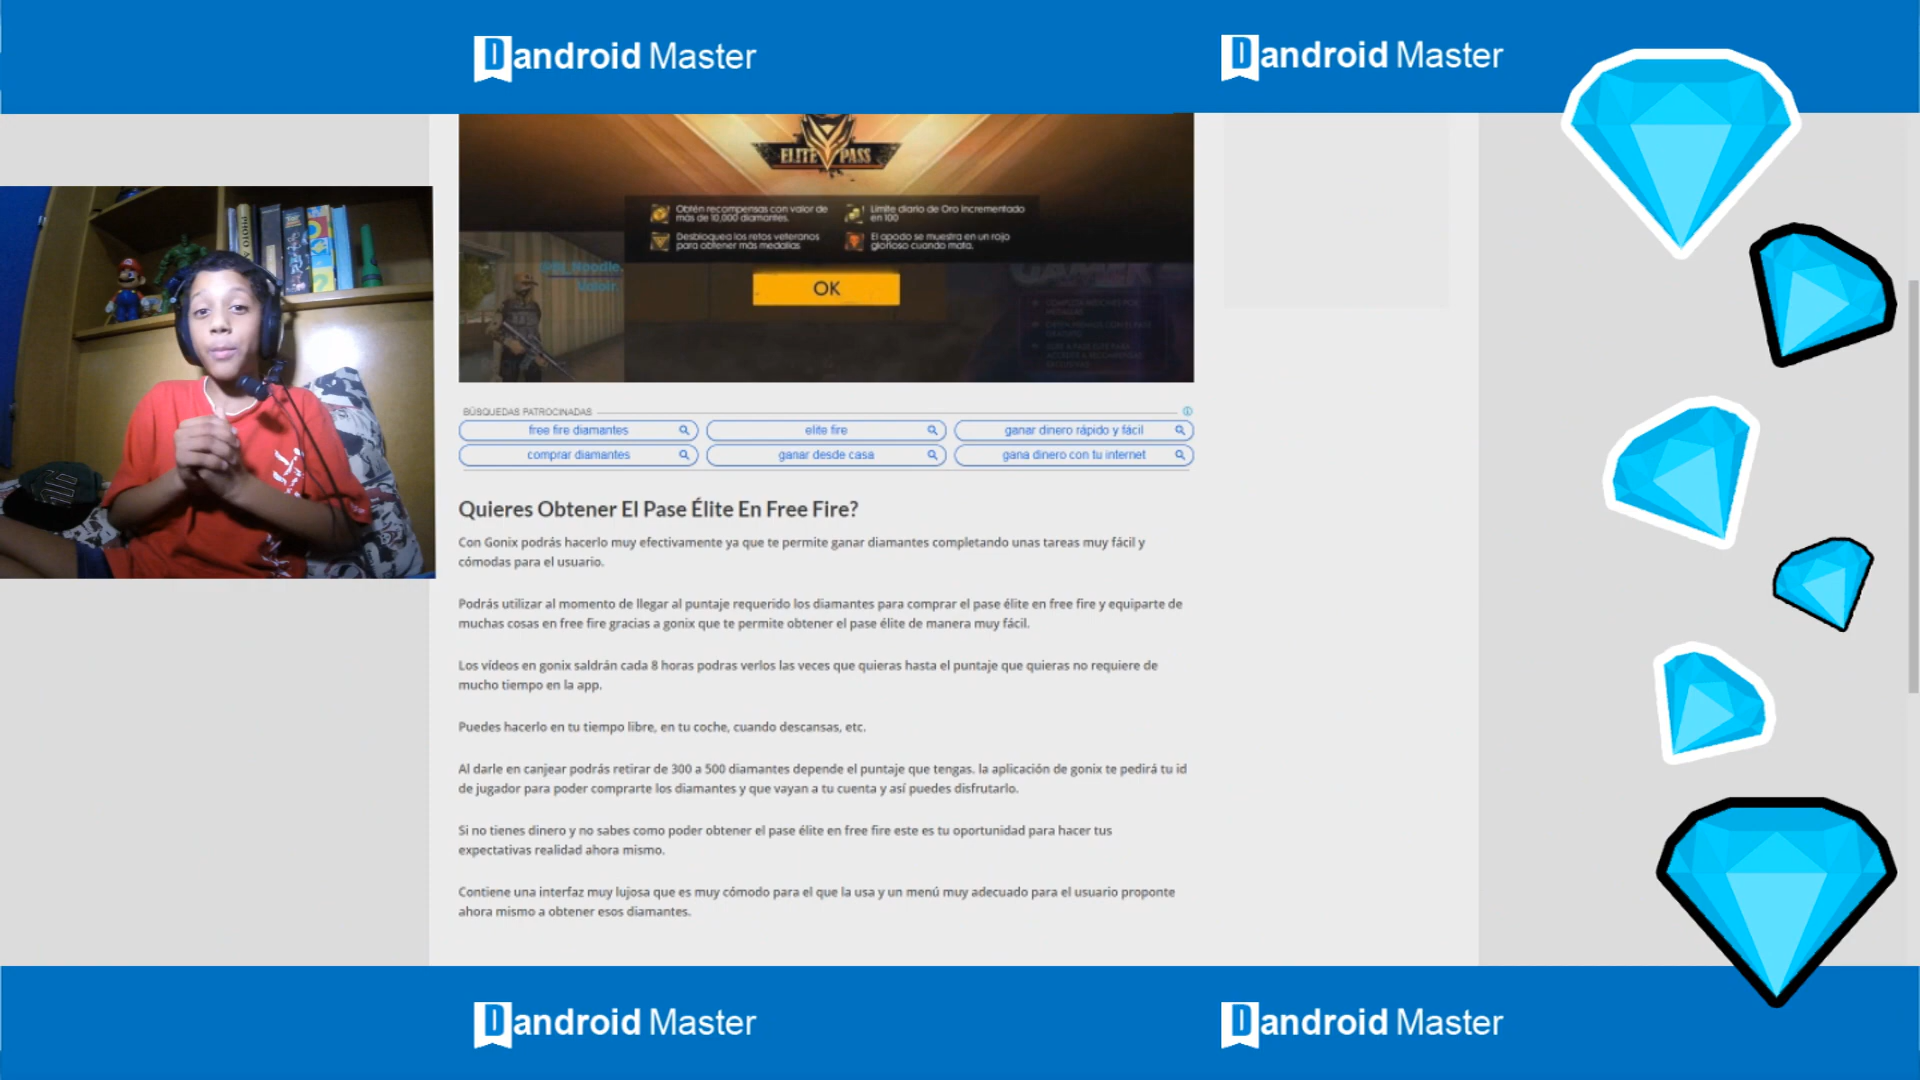 Dandroid Master
Dandroid Master
ELITE PASS
Obtén recompensas con valor de
más de 10,000 diamantes.
Límite diario de Oro Incrementado
en 100
Desbloquea los retos veteranos
para obtener más medallas
El apodo se muestra en un rojo
glorioso cuando mata.
OK
PHOTO
BÚSQUEDAS PATROCINADAS
free fire diamantes
elite fire
ganar dinero rápido y fácil
comprar diamantes
ganar desde casa
gana dinero con tu internet
Quieres Obtener El Pase Élite En Free Fire?
Con Gonix podrás hacerlo muy efectivamente ya que te permite ganar diamantes completando unas tareas muy fácil y
cómodas para el usuario.
Podrás utilizar al momento de llegar al puntaje requerido los diamantes para comprar el pase élite en free fire y equiparte de
muchas cosas en free fire gracias a gonix que te permite obtener el pase élite de manera muy fácil.
Los vídeos en gonix saldrán cada 8 horas podras verlos las veces que quieras hasta el puntaje que quieras no requiere de
mucho tiempo en la app.
Puedes hacerlo en tu tiempo libre, en tu coche, cuando descansas, etc.
Al darle en canjear podrás retirar de 300 a 500 diamantes depende el puntaje que tengas. la aplicación de gonix te pedirá tu id
de jugador para poder comprarte los diamantes y que vayan a tu cuenta y así puedes disfrutarlo.
Si no tienes dinero y no sabes como poder obtener el pase élite en free fire este es tu oportunidad para hacer tus
expectativas realidad ahora mismo.
Contiene una interfaz muy lujosa que es muy cómodo para el que la usa y un menú muy adecuado para el usuario proponte
ahora mismo a obtener esos diamantes.
Dandroid Master
Dandroid Master